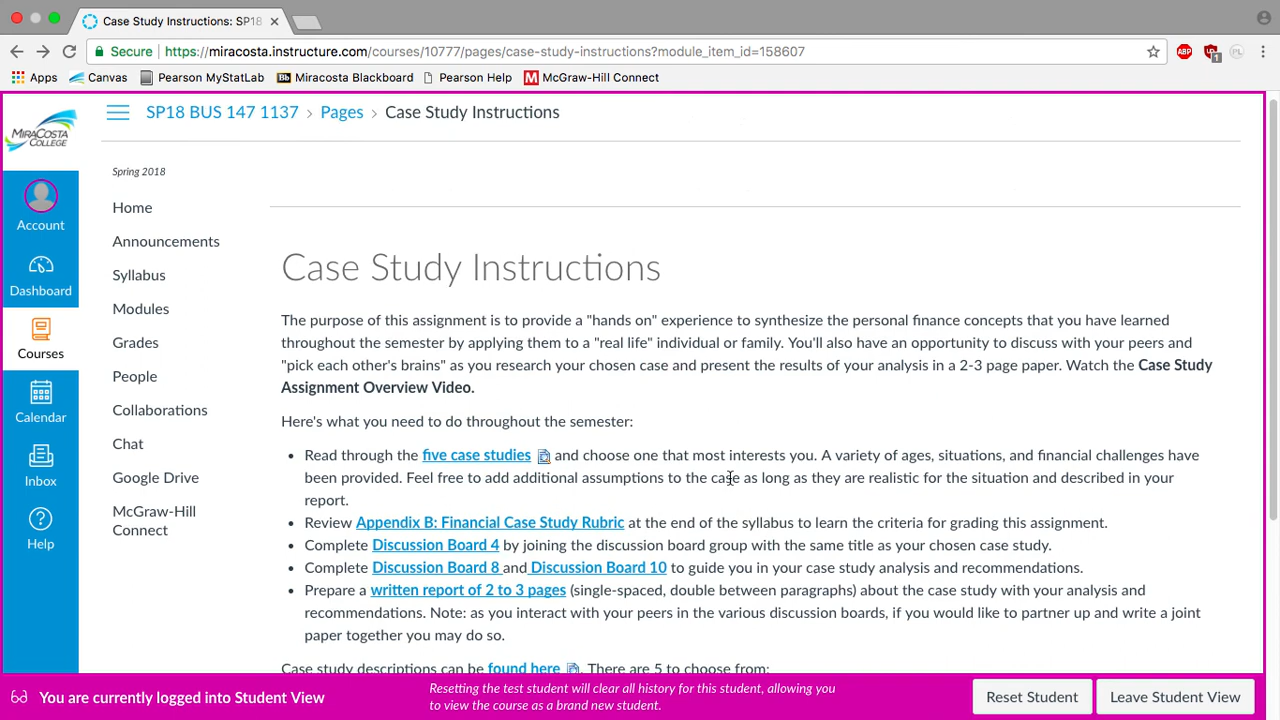 Case Study Instructions: SP18
Secure https://miracosta.instructure.com/courses/10777/pages/case-study-instructions?module_item_id=158607
Apps Canvas Pearson MyStatLab Bb Miracosta Blackboard Pearson Help M McGraw-Hill Connect
MIRACOSTA COLLEGE
SP18 BUS 147 1137 > Pages > Case Study Instructions
Spring 2018
Account
Dashboard
Courses
Calendar
Inbox
Help
Home
Announcements
Syllabus
Modules
Grades
People
Collaborations
Chat
Google Drive
McGraw-Hill
Connect
Case Study Instructions
The purpose of this assignment is to provide a "hands on" experience to synthesize the personal finance concepts that you have learned
throughout the semester by applying them to a "real life" individual or family. You'll also have an opportunity to discuss with your peers and
"pick each other's brains" as you research your chosen case and present the results of your analysis in a 2-3 page paper. Watch the Case Study
Assignment Overview Video.
Here's what you need to do throughout the semester:
• Read through the five case studies and choose one that most interests you. A variety of ages, situations, and financial challenges have
been provided. Feel free to add additional assumptions to the case as long as they are realistic for the situation and described in your
report.
• Review Appendix B: Financial Case Study Rubric at the end of the syllabus to learn the criteria for grading this assignment.
• Complete Discussion Board 4 by joining the discussion board group with the same title as your chosen case study.
• Complete Discussion Board 8 and Discussion Board 10 to guide you in your case study analysis and recommendations.
• Prepare a written report of 2 to 3 pages (single-spaced, double between paragraphs) about the case study with your analysis and
recommendations. Note: as you interact with your peers in the various discussion boards, if you would like to partner up and write a joint
paper together you may do so.
Case study descriptions can be found here. There are 5 to choose from:
You are currently logged into Student View
Resetting the test student will clear all history for this student, allowing you
to view the course as a brand new student.
Reset Student
Leave Student View